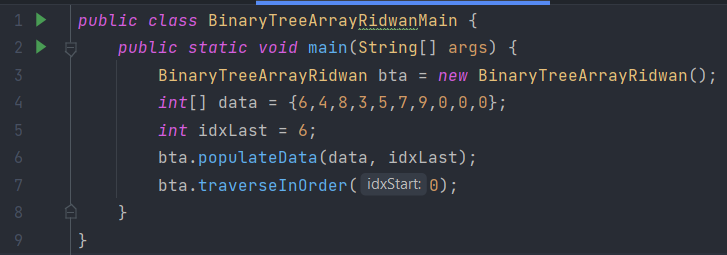 1 public class BinaryTreeArrayRidwanMain {
2 public static void main(String[] args) {
3 BinaryTreeArrayRidwan bta = new BinaryTreeArrayRidwan();
4 int[] data = {6,4,8,3,5,7,9,0,0,0};
5 int idxLast = 6;
6 bta.populateData(data, idxLast);
7 bta.traverseInOrder( idxStart: 0);
8 }
9 }